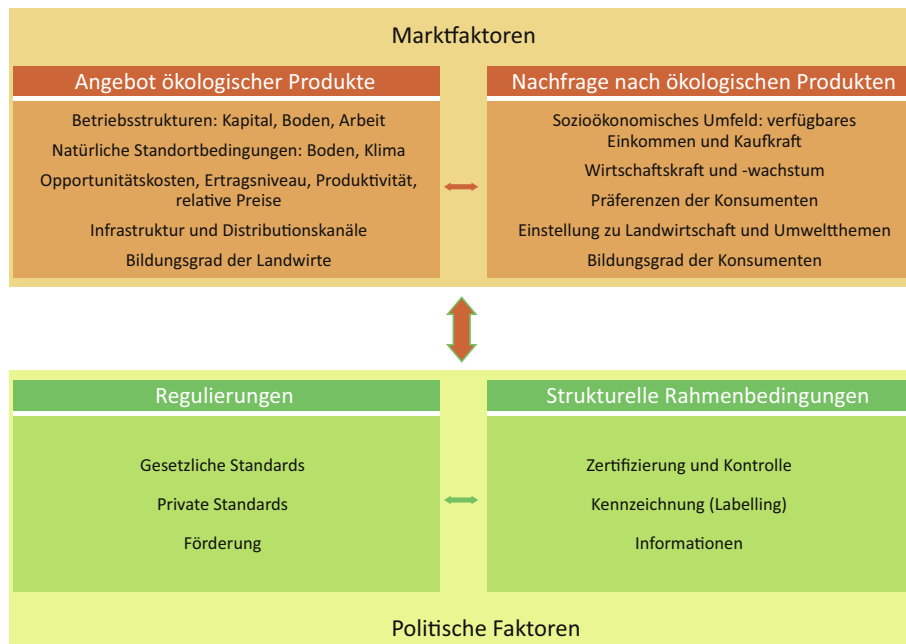 Marktfaktoren
Angebot ökologischer Produkte
Betriebsstrukturen: Kapital, Boden, Arbeit
Natürliche Standortbedingungen: Boden, Klima
Opportunitätskosten, Ertragsniveau, Produktivität,
relative Preise
Infrastruktur und Distributionskanäle
Bildungsgrad der Landwirte
Nachfrage nach ökologischen Produkten
Sozioökonomisches Umfeld: verfügbares
Einkommen und Kaufkraft
Wirtschaftskraft und -wachstum
Präferenzen der Konsumenten
Einstellung zu Landwirtschaft und Umweltthemen
Bildungsgrad der Konsumenten
Regulierungen
Gesetzliche Standards
Private Standards
Förderung
Strukturelle Rahmenbedingungen
Zertifizierung und Kontrolle
Kennzeichnung (Labelling)
Informationen
Politische Faktoren